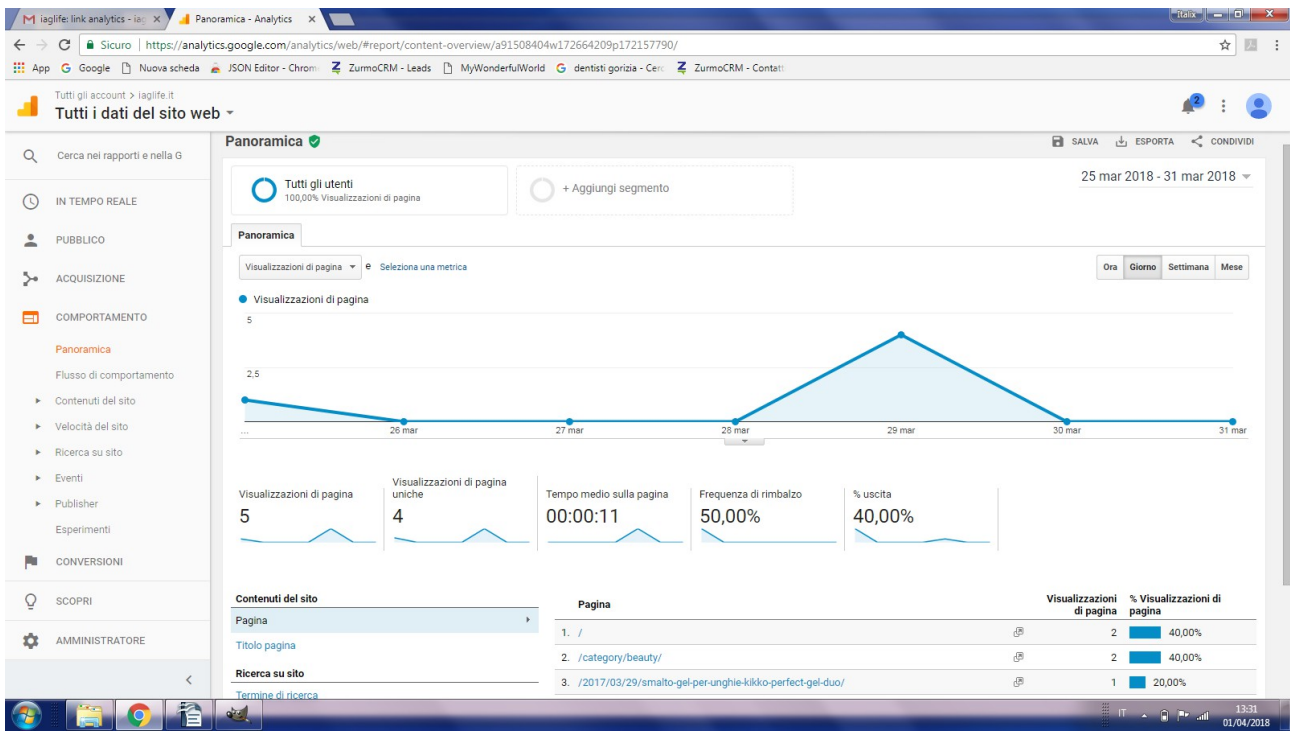 iaglife: link analytics - iag
Panoramica - Analytics
Italix
Sicuro | https://analytics.google.com/analytics/web/#report/content-overview/a91508404w172664209p172157790/
App Google Nuova scheda JSON Editor - Chrom ZurmoCRM - Leads MyWonderfulWorld dentisti gorizia - Cerc ZurmoCRM - Contatt
Tutti gli account > iaglife.it
Tutti i dati del sito web
2
Cerca nei rapporti e nella G
IN TEMPO REALE
PUBBLICO
ACQUISIZIONE
COMPORTAMENTO
Panoramica
Flusso di comportamento
Contenuti del sito
Velocità del sito
Ricerca su sito
Eventi
Publisher
Esperimenti
CONVERSIONI
SCOPRI
AMMINISTRATORE
Panoramica
SALVA ESPORTA CONDIVIDI
Tutti gli utenti
100,00% Visualizzazioni di pagina
+ Aggiungi segmento
25 mar 2018 - 31 mar 2018
Panoramica
Visualizzazioni di pagina e Seleziona una metrica
Ora Giorno Settimana Mese
Visualizzazioni di pagina
5
2,5
... 26 mar 27 mar 28 mar 29 mar 30 mar 31 mar
Visualizzazioni di pagina
5
Visualizzazioni di pagina
uniche
4
Tempo medio sulla pagina
00:00:11
Frequenza di rimbalzo
50,00%
% uscita
40,00%
Contenuti del sito
Pagina
Titolo pagina
Ricerca su sito
Termine di ricerca
Pagina
Visualizzazioni
di pagina
% Visualizzazioni di
pagina
1. / 2 40,00%
2. /category/beauty/ 2 40,00%
3. /2017/03/29/smalto-gel-per-unghie-kikko-perfect-gel-duo/ 1 20,00%
IT
13:31
01/04/2018